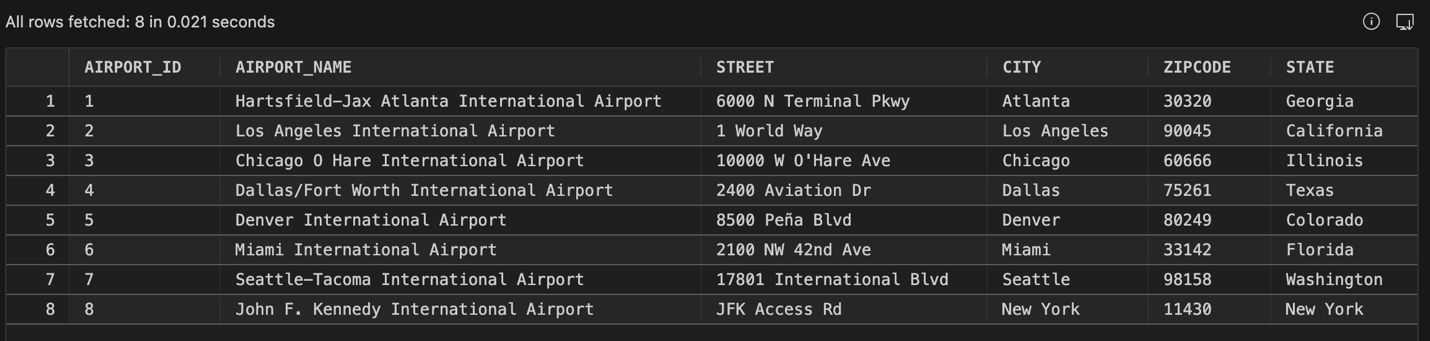 All rows fetched: 8 in 0.021 seconds
AIRPORT_ID AIRPORT_NAME STREET CITY ZIPCODE STATE
1 1 Hartsfield-Jax Atlanta International Airport 6000 N Terminal Pkwy Atlanta 30320 Georgia
2 2 Los Angeles International Airport 1 World Way Los Angeles 90045 California
3 3 Chicago O Hare International Airport 10000 W O'Hare Ave Chicago 60666 Illinois
4 4 Dallas/Fort Worth International Airport 2400 Aviation Dr Dallas 75261 Texas
5 5 Denver International Airport 8500 Peña Blvd Denver 80249 Colorado
6 6 Miami International Airport 2100 NW 42nd Ave Miami 33142 Florida
7 7 Seattle-Tacoma International Airport 17801 International Blvd Seattle 98158 Washington
8 8 John F. Kennedy International Airport JFK Access Rd New York 11430 New York